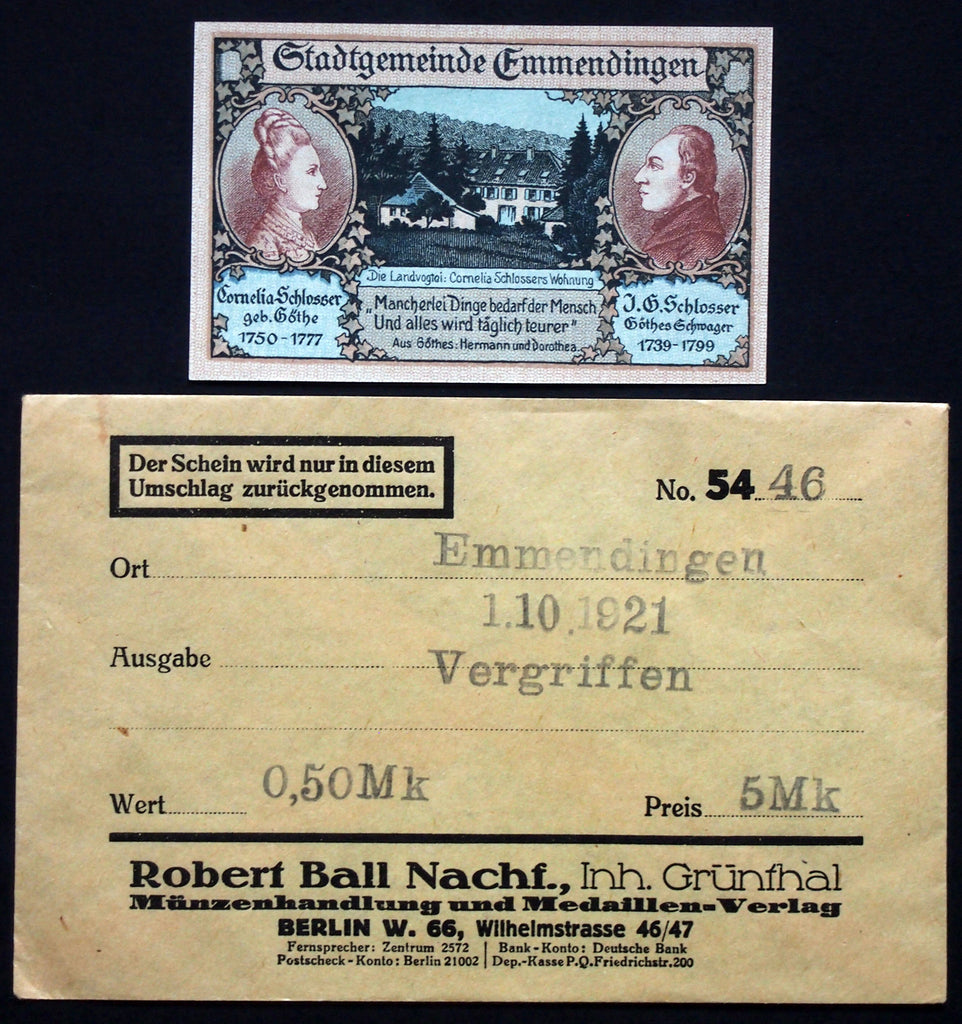 Stadtgemeinde Emmendingen
Die Landvogtei: Cornelia Schlossers Wohnung
Cornelia-Schlosser
geb. Göthe
1750-1777
„Mancherlei Dinge bedarf der Mensch
Und alles wird täglich teurer"
Aus Göthes: Hermann und Dorothea.
J. G. Schlosser
Göthes Schwager
1739-1799
Der Schein wird nur in diesem
Umschlag zurückgenommen.
No. 54 46
Ort Emmendingen
1.10.1921
Ausgabe Vergriffen
Wert 0,50Mk Preis 5Mk
Robert Ball Nachf., Inh. Grünthal
Münzenhandlung und Medaillen-Verlag
BERLIN W. 66, Wilhelmstrasse 46/47
Fernsprecher: Zentrum 2572 | Bank-Konto: Deutsche Bank
Postscheck-Konto: Berlin 21002 | Dep.-Kasse P.Q.Friedrichstr.200